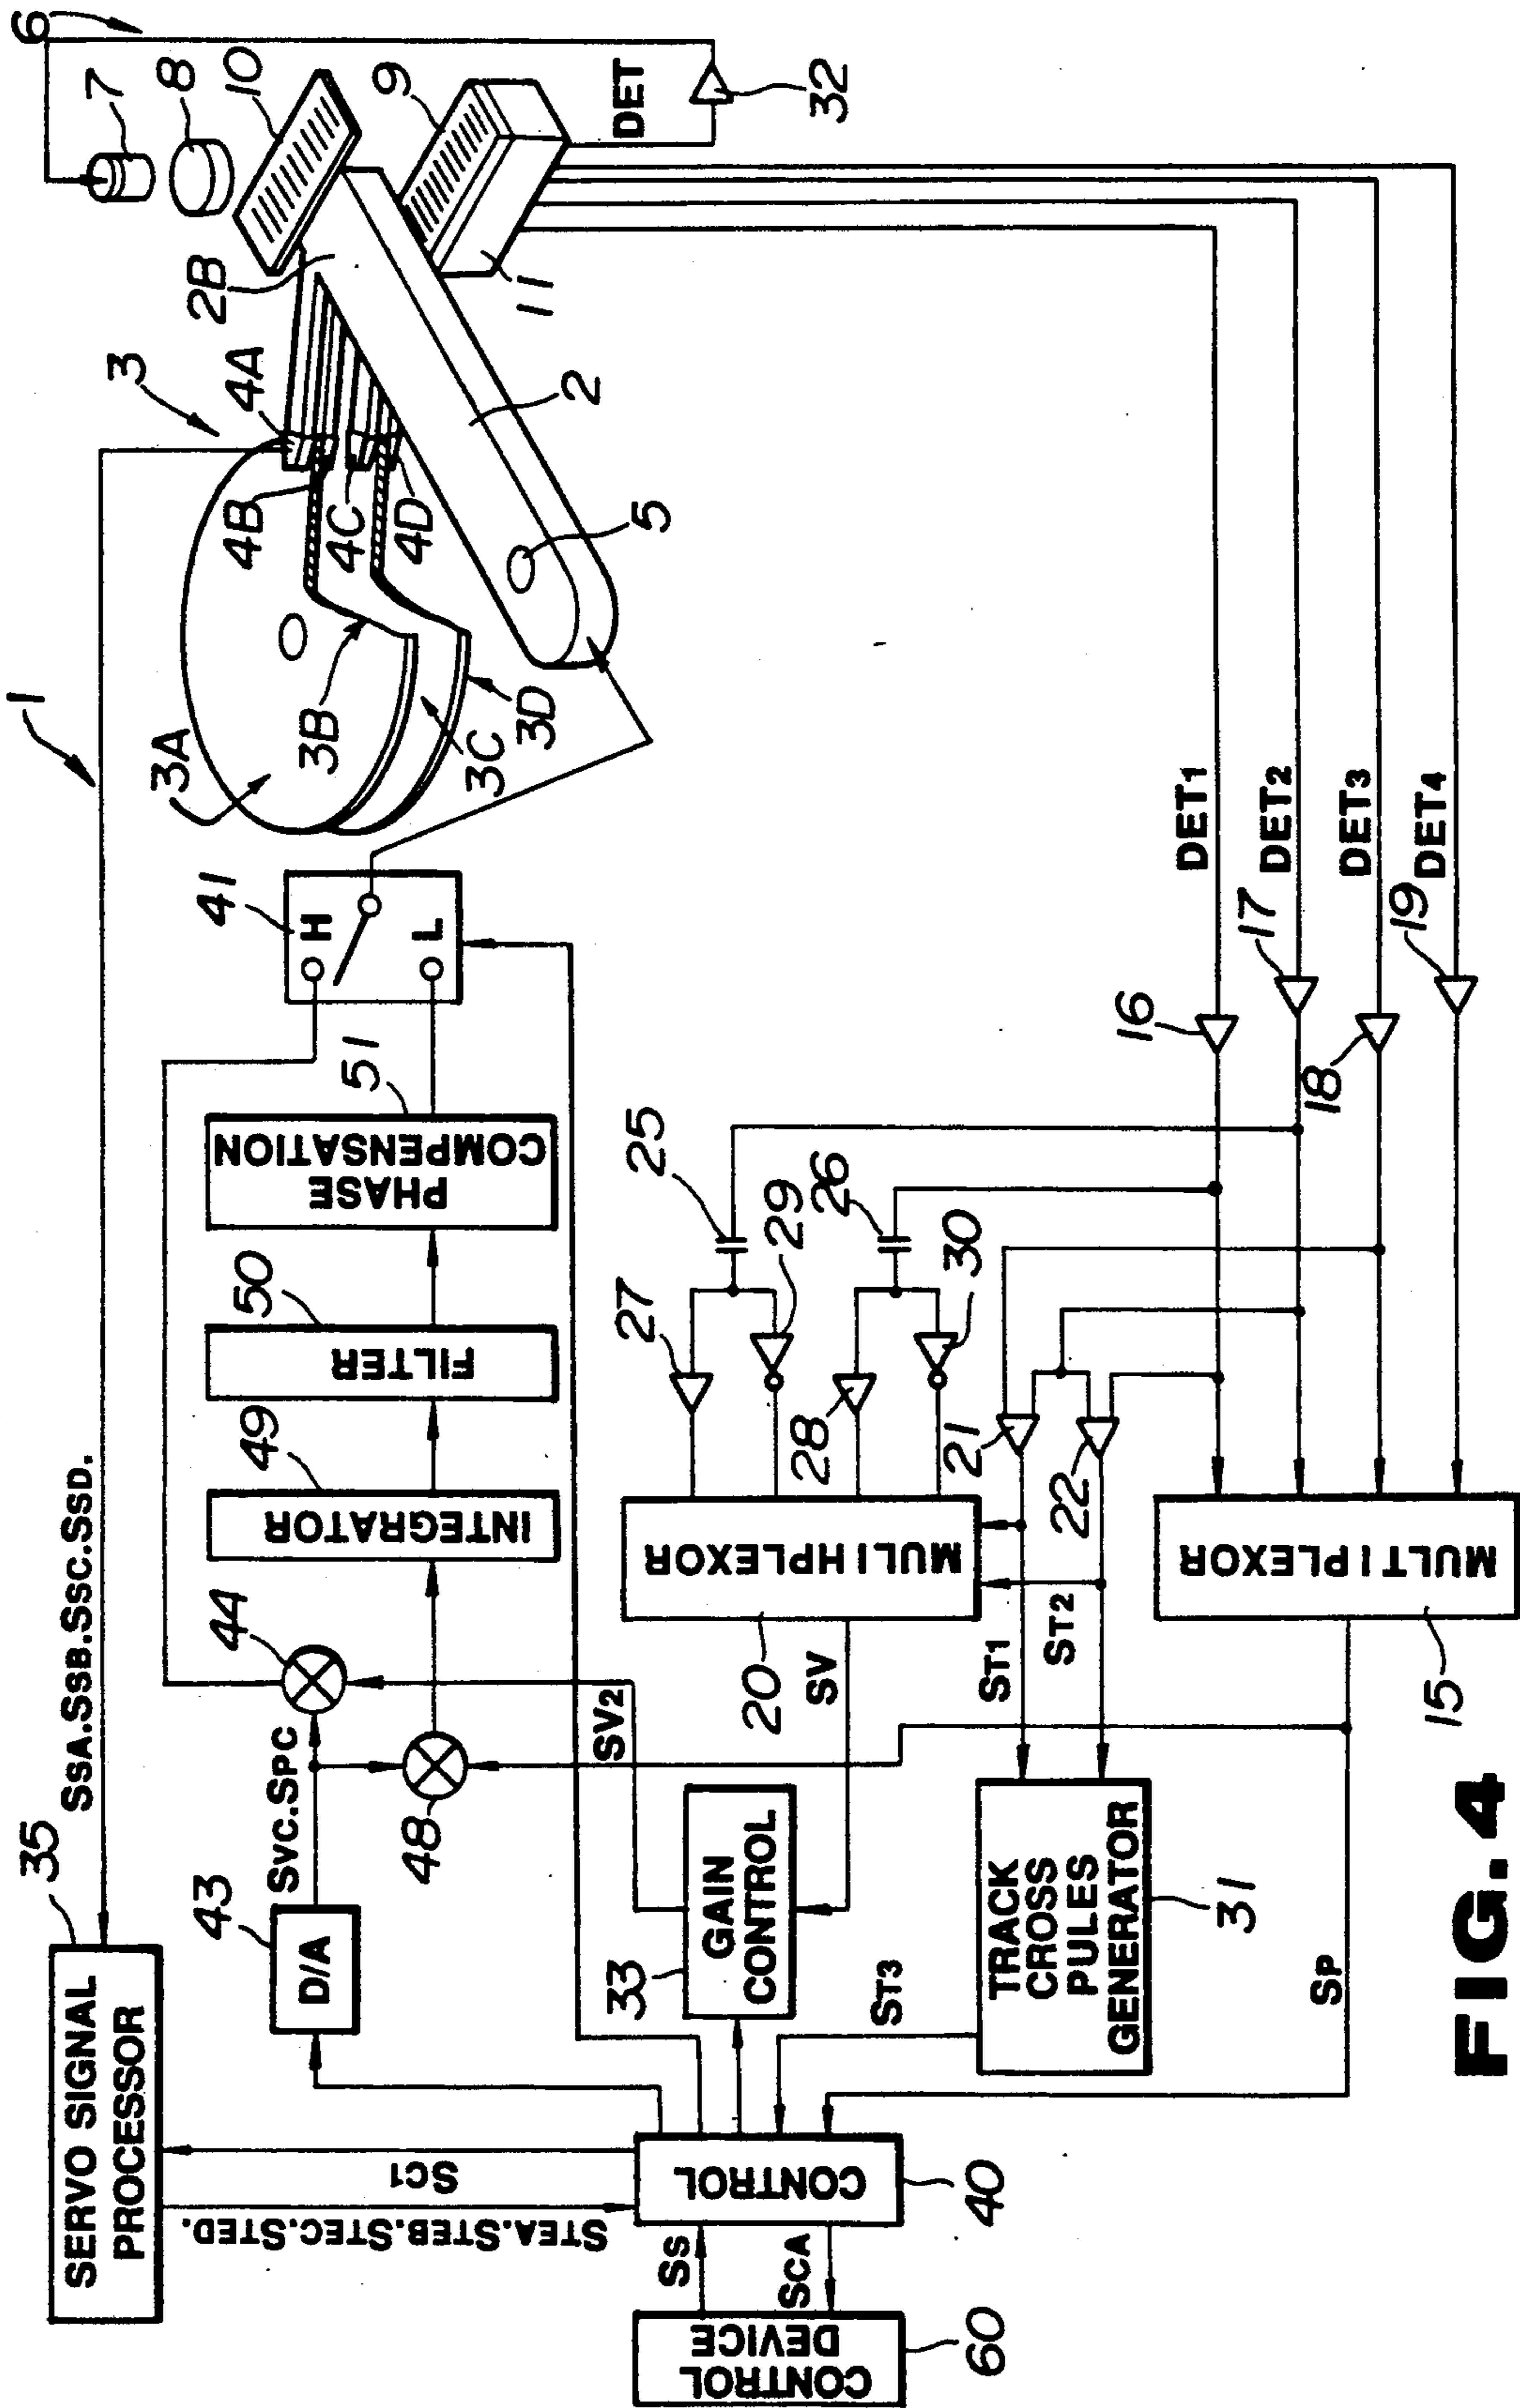 1
35
SERVO SIGNAL
PROCESSOR
SSA.SSB.SSC.SSD.
6
7
8
10
9
DET
32
2B
11
3
4A
4B
4C
4D
2
5
3A
3B
3C
3D
41
H
L
51
PHASE
COMPENSATION
50
FILTER
49
INTEGRATOR
44
48
SVC.SPC
43
D/A
SC1
STEA.STEB.STEC.STED.
CONTROL
40
SS
SCA
CONTROL
DEVICE
60
33
GAIN
CONTROL
SV2
SV
20
MULIHPLEXOR
27
25
29
28
26
30
21
22
ST1
ST2
ST3
TRACK
CROSS
PULES
GENERATOR
31
DET1
DET2
DET3
DET4
16
17
18
19
MULTIPLEXOR
15
SP
FIG.4